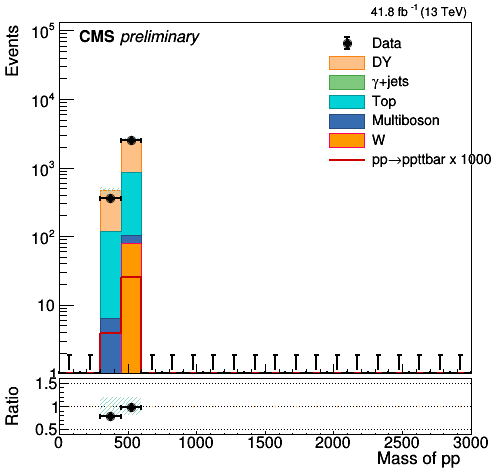 41.8 fb⁻¹ (13 TeV)
CMS preliminary
Events
10⁵
10⁴
10³
10²
10
1
Data
DY
γ+jets
Top
Multiboson
W
pp→ppttbar x 1000
Ratio
1.5
1
0.5
0 500 1000 1500 2000 2500 3000
Mass of pp